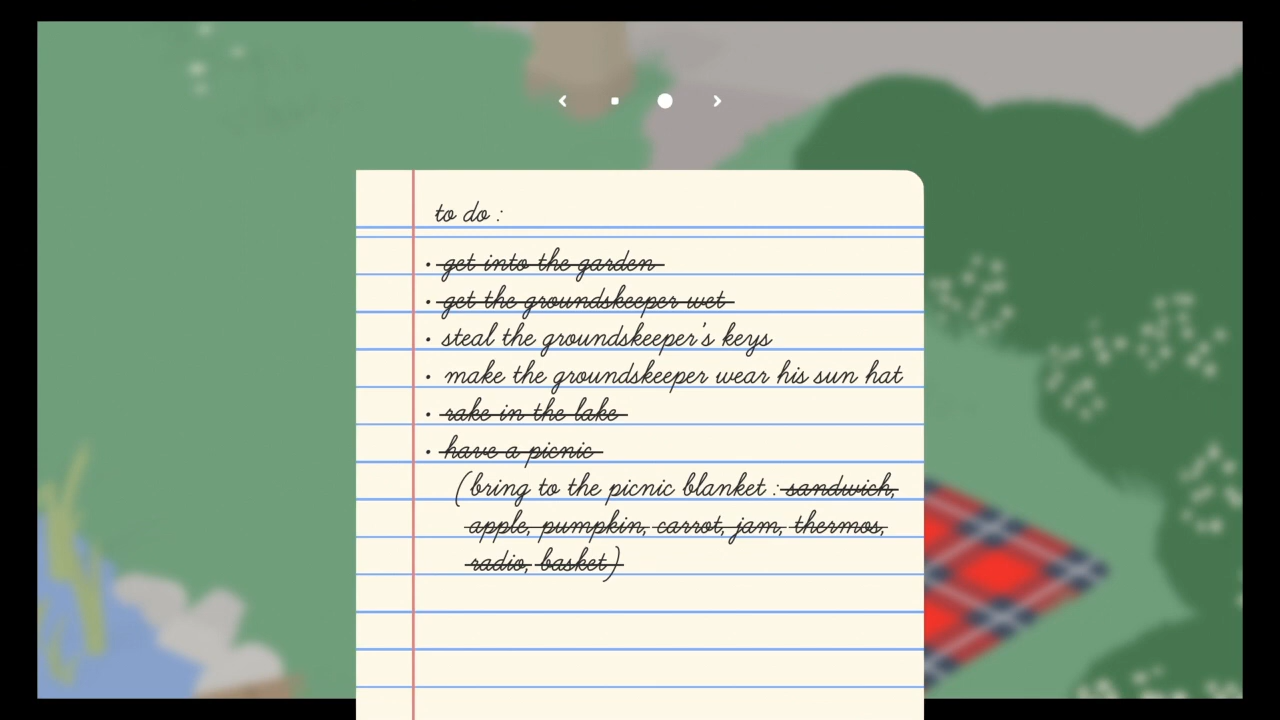 to do :
• get into the garden
• get the groundskeeper wet
• steal the groundskeeper's keys
• make the groundskeeper wear his sun hat
• rake in the lake
• have a picnic
(bring to the picnic blanket : sandwich,
apple, pumpkin, carrot, jam, thermos,
radio, basket)